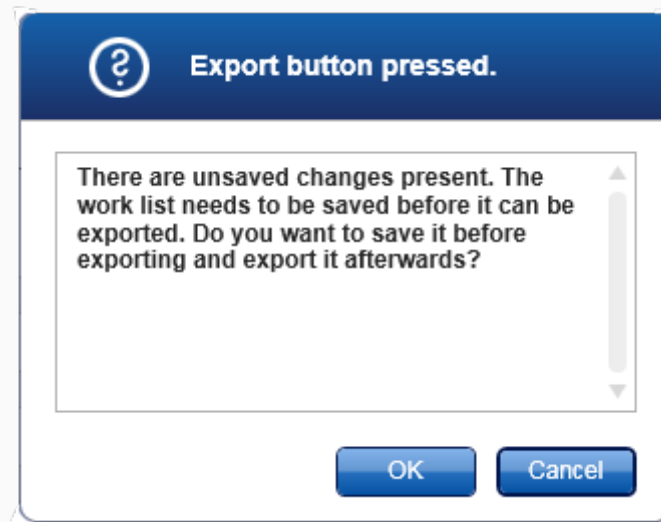 Export button pressed.
There are unsaved changes present. The
work list needs to be saved before it can be
exported. Do you want to save it before
exporting and export it afterwards?
OK
Cancel